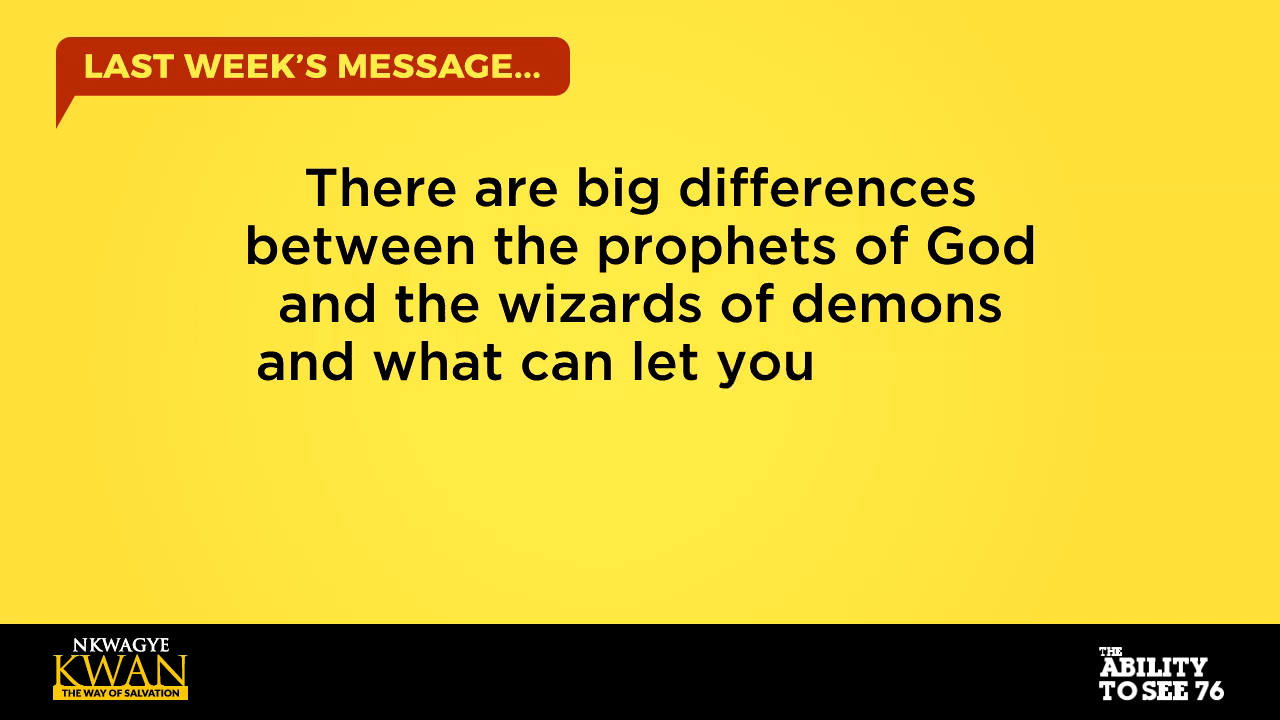 LAST WEEK'S MESSAGE...
There are big differences
between the prophets of God
and the wizards of demons
and what can let you
NKWAGYE
KWAN
THE WAY OF SALVATION
THE
ABILITY
TO SEE 76